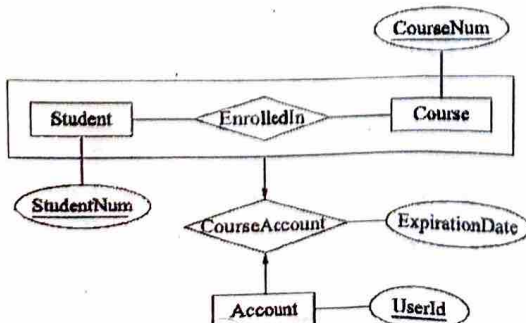 CourseNum
Student
EnrolledIn
Course
StudentNum
CourseAccount
ExpirationDate
Account
UserId